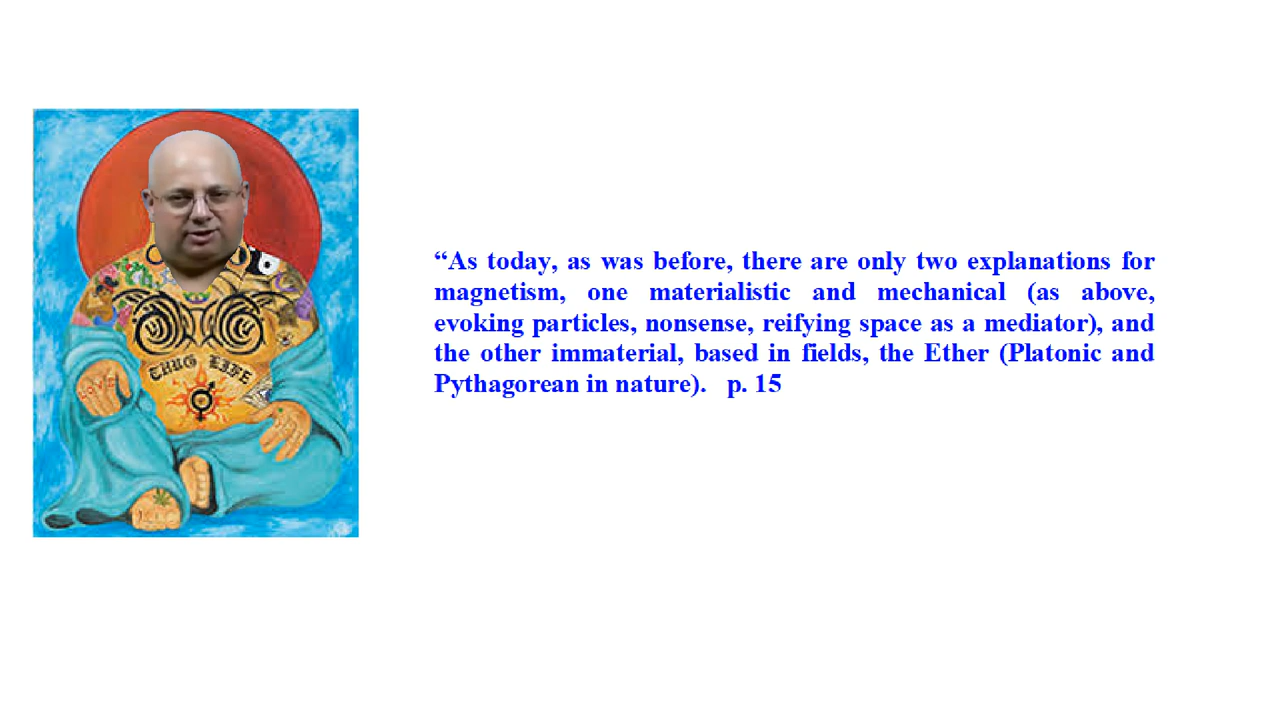 “As today, as was before, there are only two explanations for
magnetism, one materialistic and mechanical (as above,
evoking particles, nonsense, reifying space as a mediator), and
the other immaterial, based in fields, the Ether (Platonic and
Pythagorean in nature).   p. 15
THUG LIFE